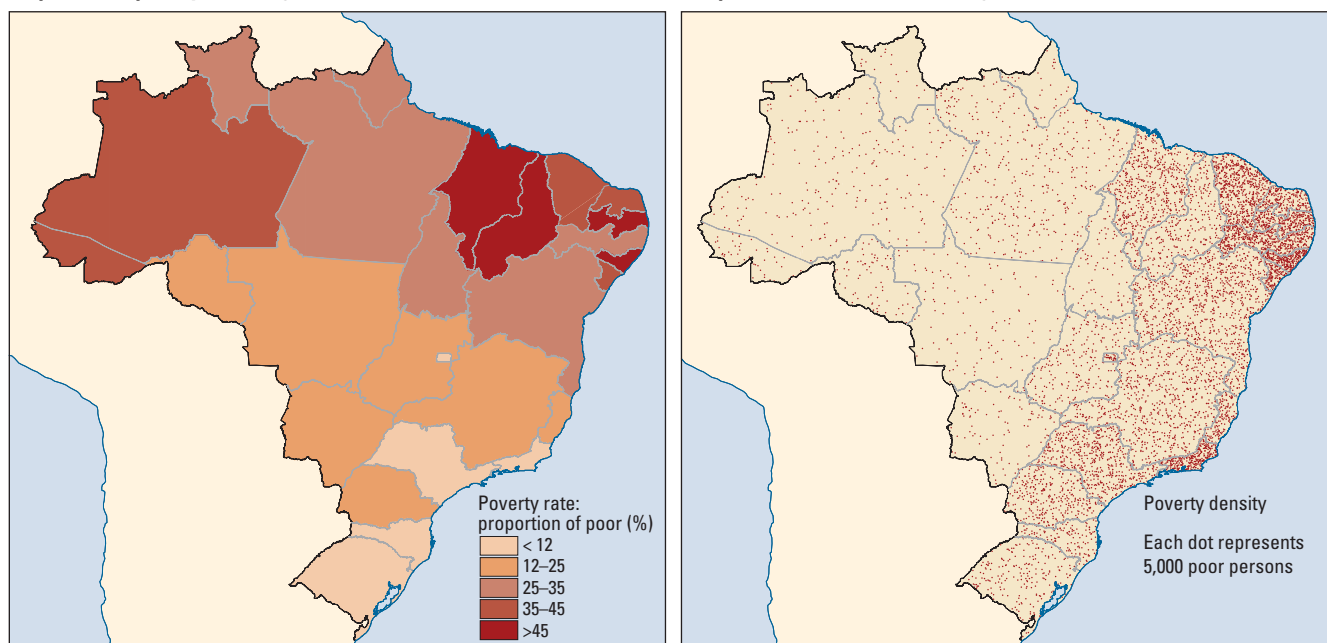 Poverty rate:
proportion of poor (%)
< 12
12–25
25–35
35–45
>45
Poverty density
Each dot represents
5,000 poor persons